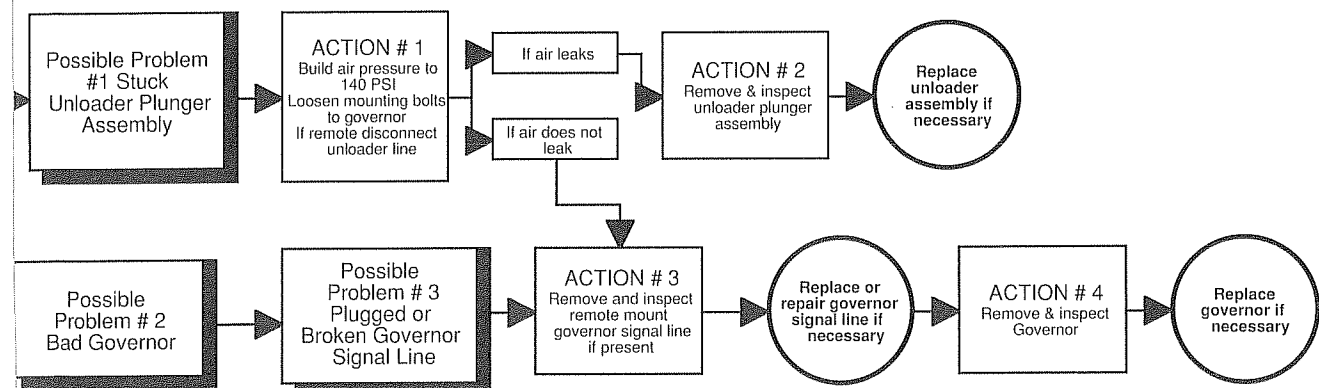 Possible Problem
#1 Stuck
Unloader Plunger
Assembly
ACTION # 1
Build air pressure to
140 PSI
Loosen mounting bolts
to governor
If remote disconnect
unloader line
If air leaks
If air does not
leak
ACTION # 2
Remove & inspect
unloader plunger
assembly
Replace
unloader
assembly if
necessary
Possible
Problem # 2
Bad Governor
Possible
Problem # 3
Plugged or
Broken Governor
Signal Line
ACTION # 3
Remove and inspect
remote mount
governor signal line
if present
Replace or
repair governor
signal line if
necessary
ACTION # 4
Remove & inspect
Governor
Replace
governor if
necessary